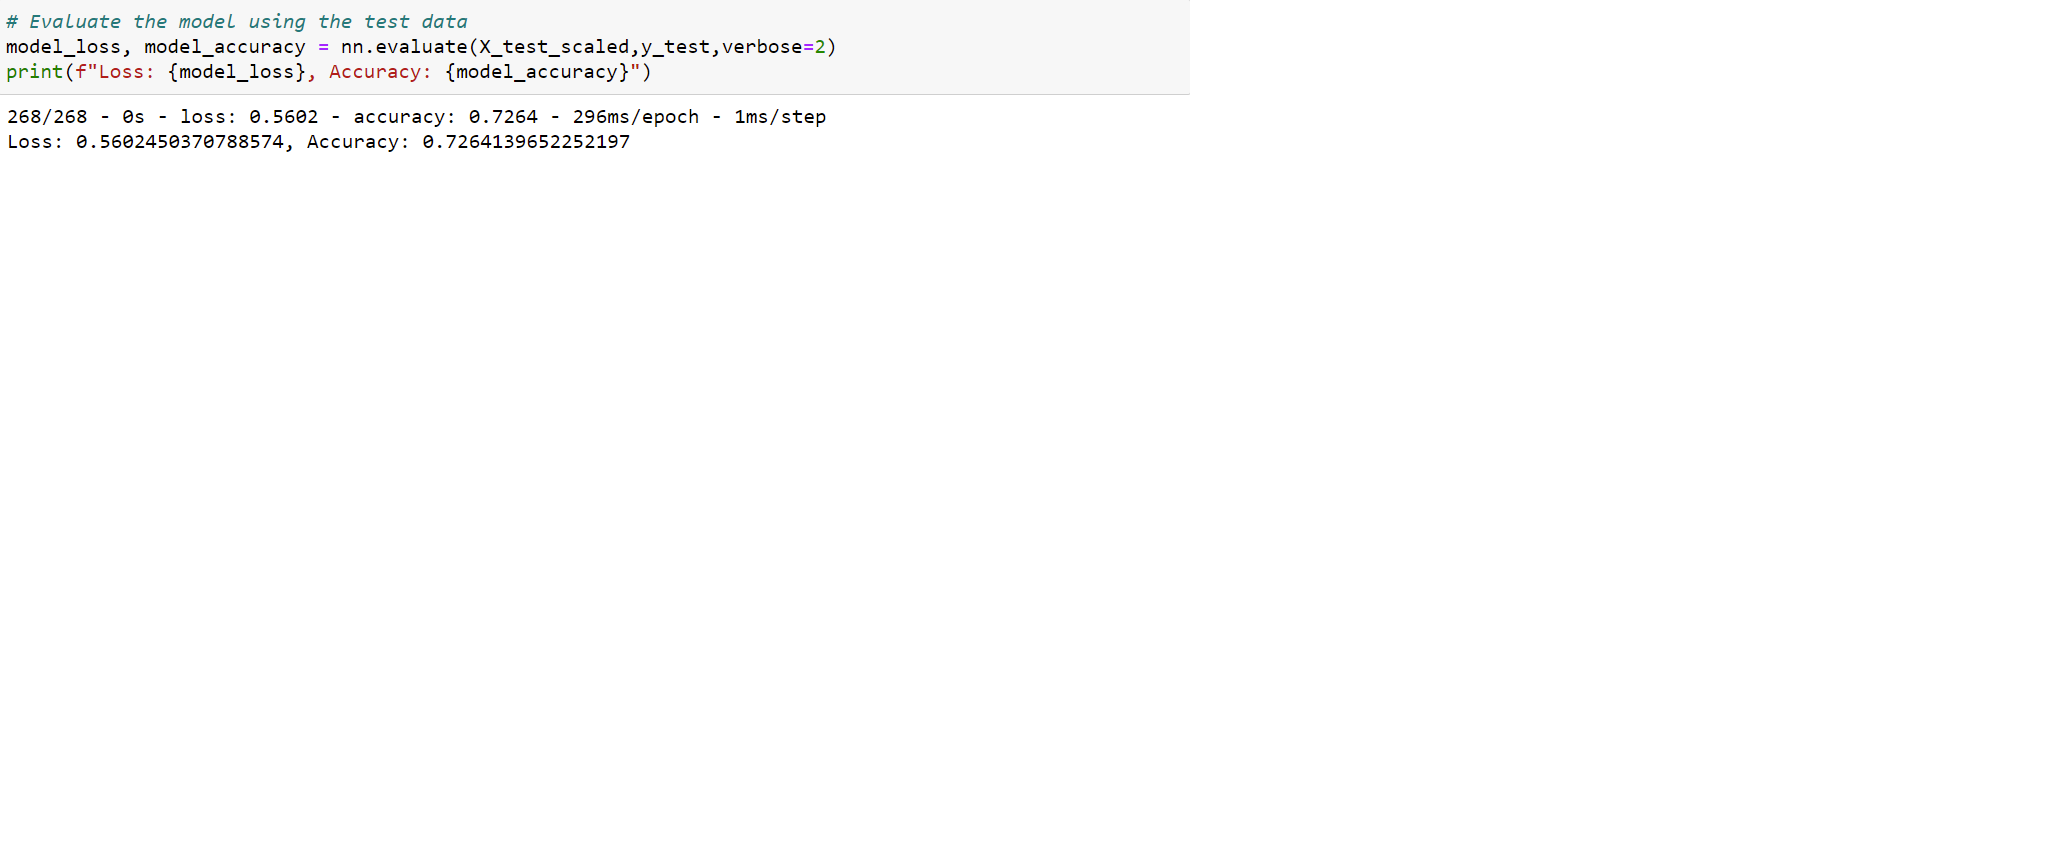 # Evaluate the model using the test data
model_loss, model_accuracy = nn.evaluate(X_test_scaled,y_test,verbose=2)
print(f"Loss: {model_loss}, Accuracy: {model_accuracy}")
268/268 - 0s - loss: 0.5602 - accuracy: 0.7264 - 296ms/epoch - 1ms/step
Loss: 0.5602450370788574, Accuracy: 0.7264139652252197